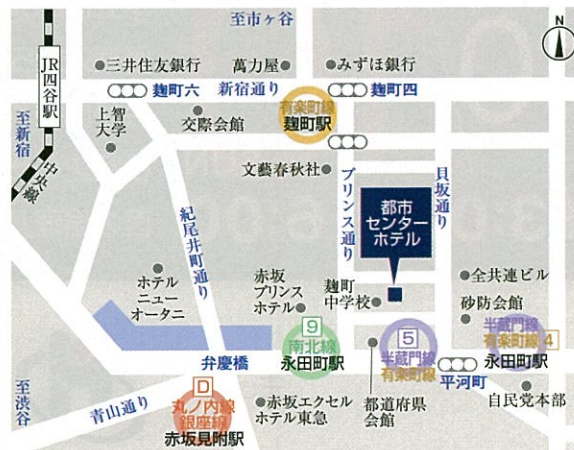 至市ヶ谷
N
三井住友銀行
萬力屋
みずほ銀行
JR四谷駅
麹町六
新宿通り
麹町四
至新宿
上智
大学
交際会館
有楽町線
麹町駅
中央線
文藝春秋社
プリンス通り
貝坂通り
都市
センター
ホテル
紀尾井町通り
ホテル
ニュー
オータニ
赤坂
プリンス
ホテル
麹町
中学校
全共連ビル
砂防会館
9
南北線
永田町駅
5
半蔵門線
有楽町線
半蔵門線
有楽町線 4
永田町駅
弁慶橋
平河町
至渋谷
青山通り
D
丸ノ内線
銀座線
赤坂見附駅
赤坂エクセル
ホテル東急
都道府県
会館
自民党本部